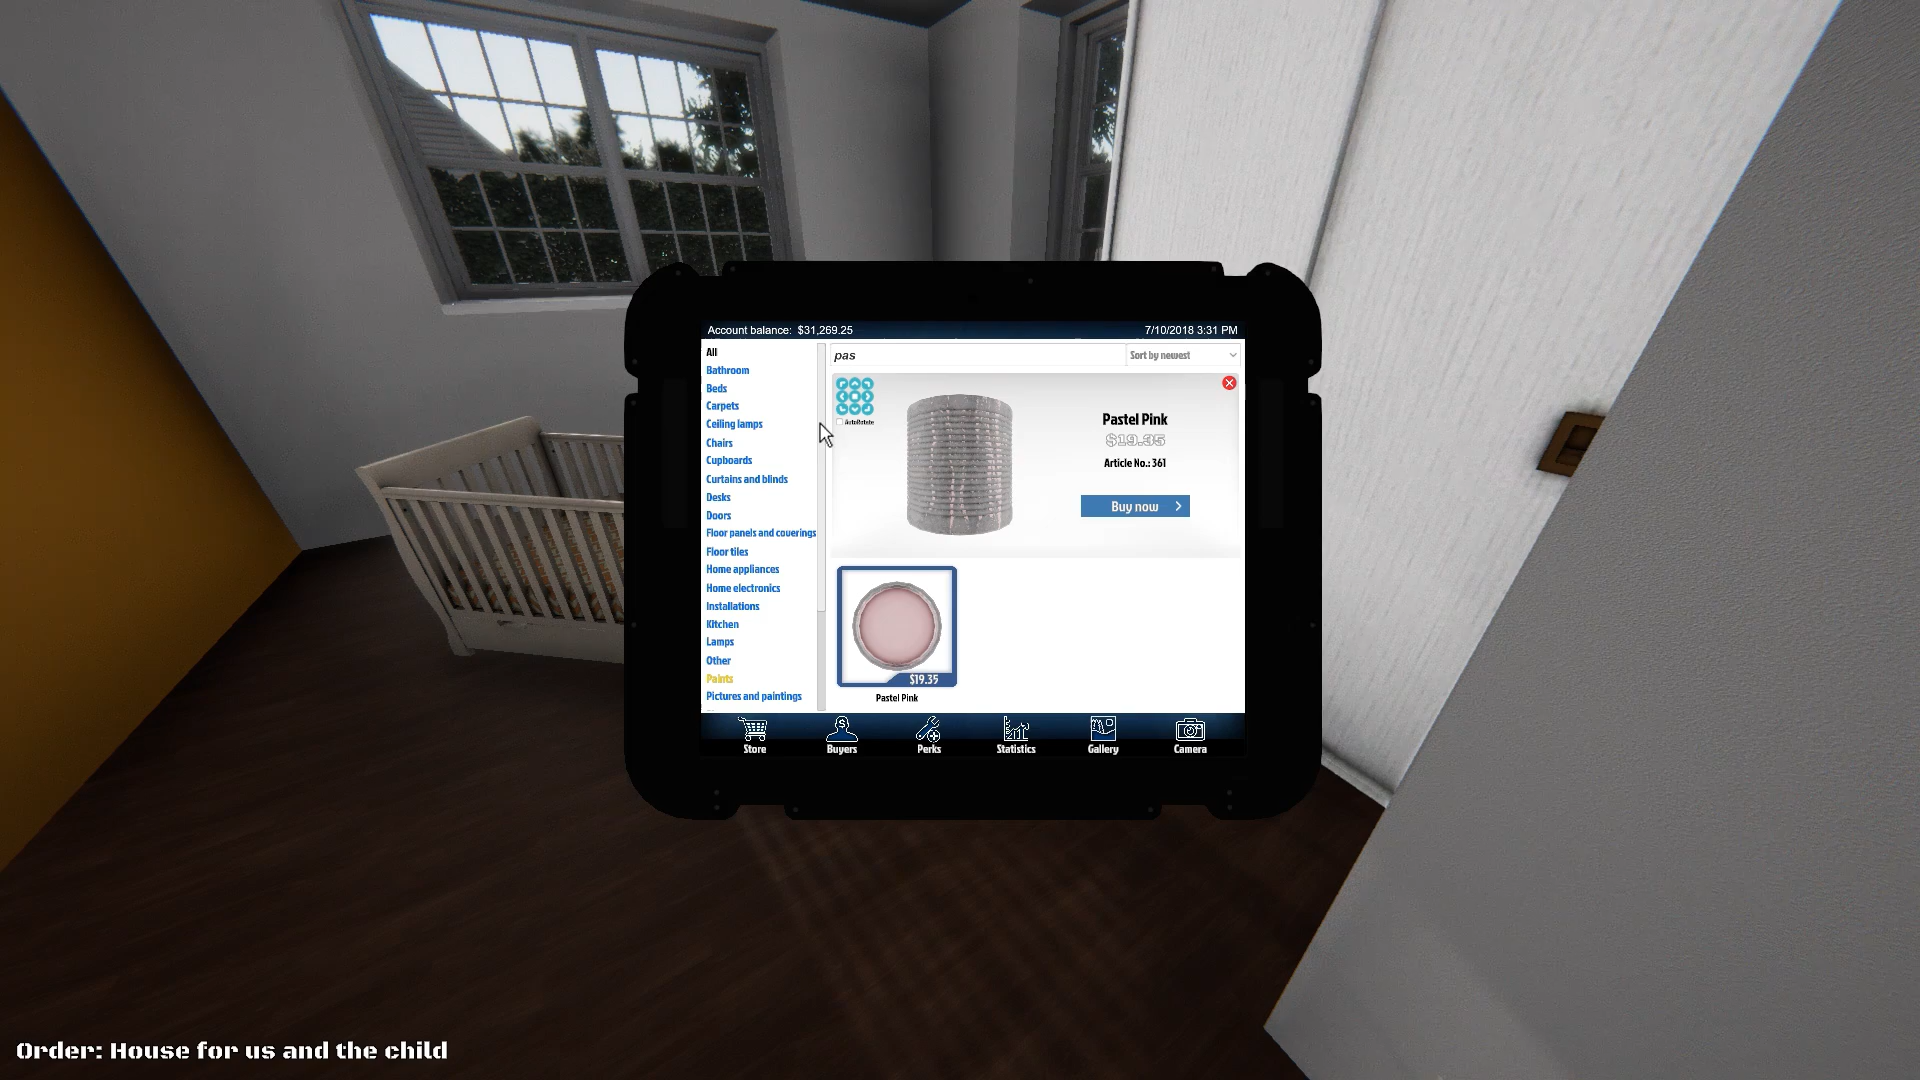 Account balance: $31,269.25
7/10/2018 3:31 PM
All
Bathroom
Beds
Carpets
Ceiling lamps
Chairs
Cupboards
Curtains and blinds
Desks
Doors
Floor panels and coverings
Floor tiles
Home appliances
Home electronics
Installations
Kitchen
Lamps
Other
Paints
Pictures and paintings
pas
Sort by newest
AutoRotate
Pastel Pink
$19.35
Article No.: 361
Buy now
$19.35
Pastel Pink
Store
Buyers
Perks
Statistics
Gallery
Camera
Order: House for us and the child